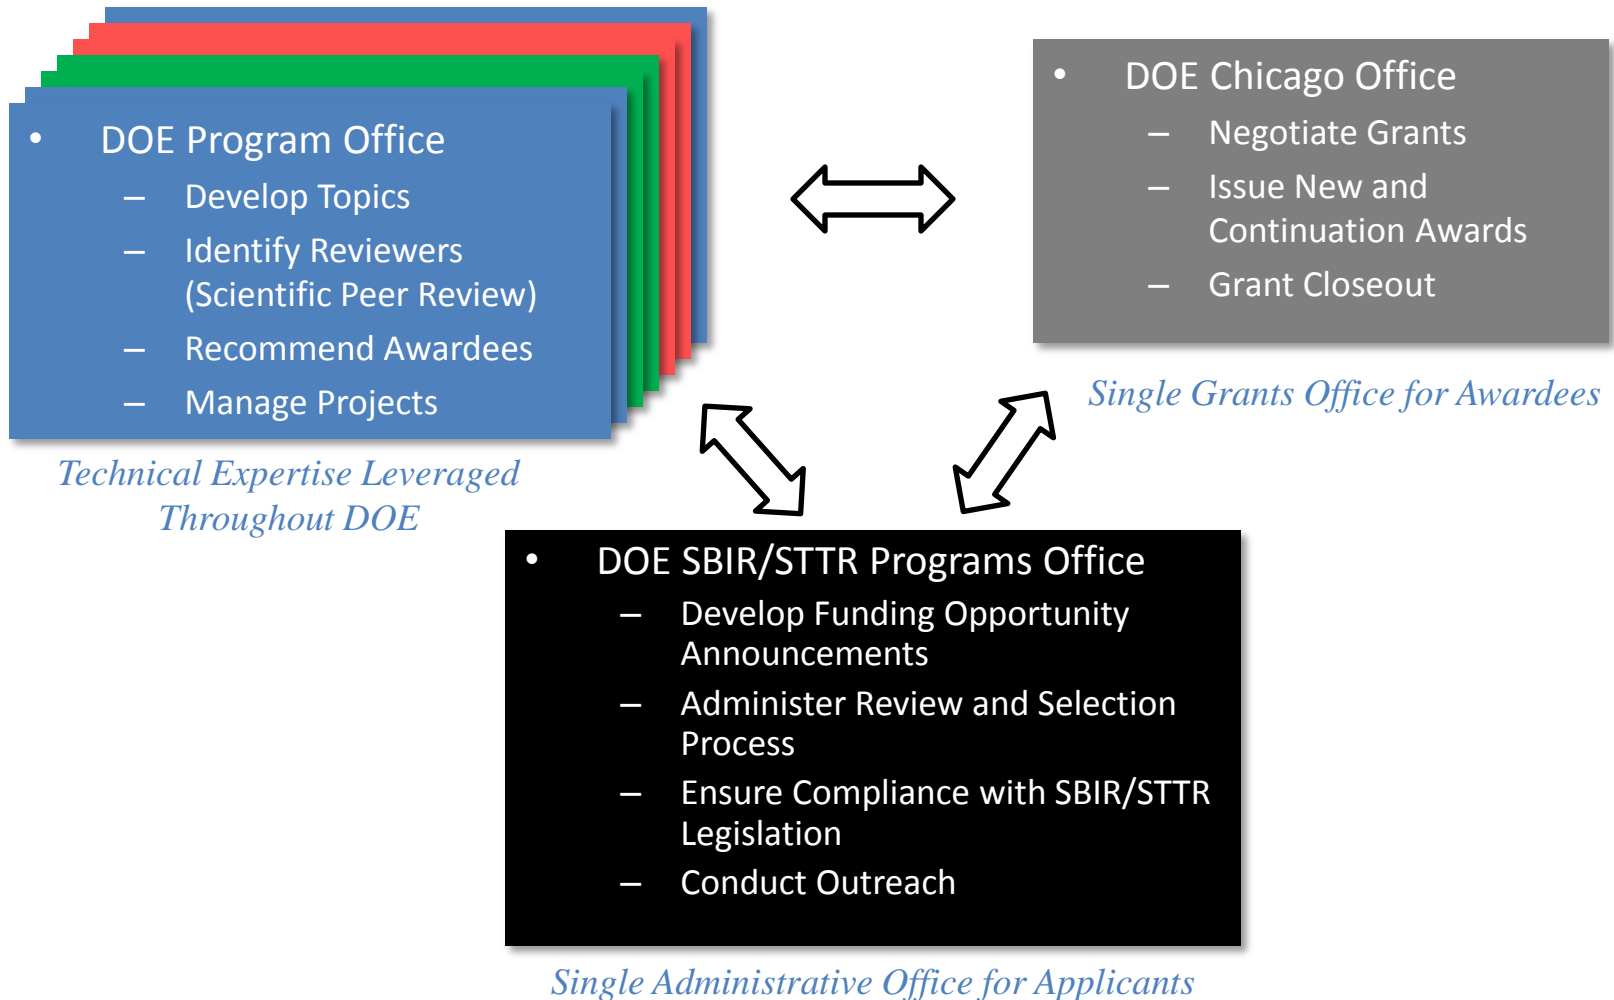 • DOE Program Office
– Develop Topics
– Identify Reviewers
(Scientific Peer Review)
– Recommend Awardees
– Manage Projects
Technical Expertise Leveraged
Throughout DOE
• DOE Chicago Office
– Negotiate Grants
– Issue New and
Continuation Awards
– Grant Closeout
Single Grants Office for Awardees
• DOE SBIR/STTR Programs Office
– Develop Funding Opportunity
Announcements
– Administer Review and Selection
Process
– Ensure Compliance with SBIR/STTR
Legislation
– Conduct Outreach
Single Administrative Office for Applicants